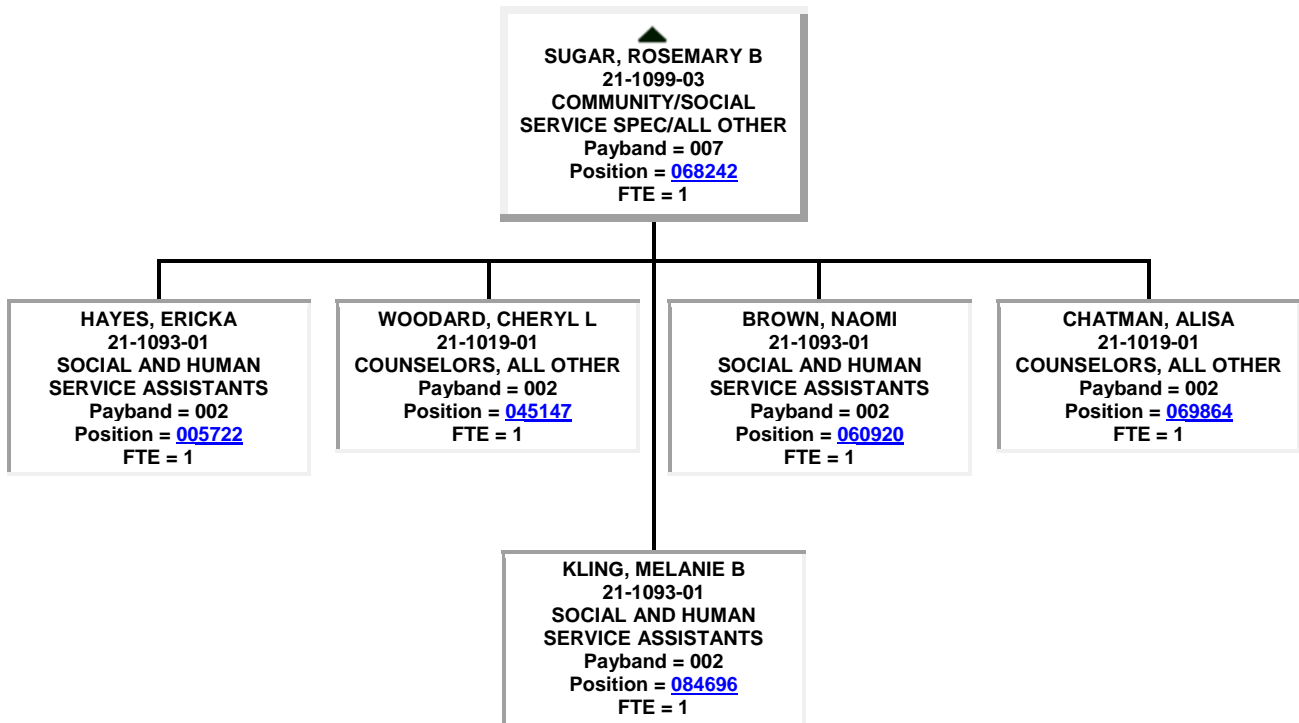 SUGAR, ROSEMARY B
21-1099-03
COMMUNITY/SOCIAL
SERVICE SPEC/ALL OTHER
Payband = 007
Position = 068242
FTE = 1
HAYES, ERICKA
21-1093-01
SOCIAL AND HUMAN
SERVICE ASSISTANTS
Payband = 002
Position = 005722
FTE = 1
WOODARD, CHERYL L
21-1019-01
COUNSELORS, ALL OTHER
Payband = 002
Position = 045147
FTE = 1
BROWN, NAOMI
21-1093-01
SOCIAL AND HUMAN
SERVICE ASSISTANTS
Payband = 002
Position = 060920
FTE = 1
CHATMAN, ALISA
21-1019-01
COUNSELORS, ALL OTHER
Payband = 002
Position = 069864
FTE = 1
KLING, MELANIE B
21-1093-01
SOCIAL AND HUMAN
SERVICE ASSISTANTS
Payband = 002
Position = 084696
FTE = 1